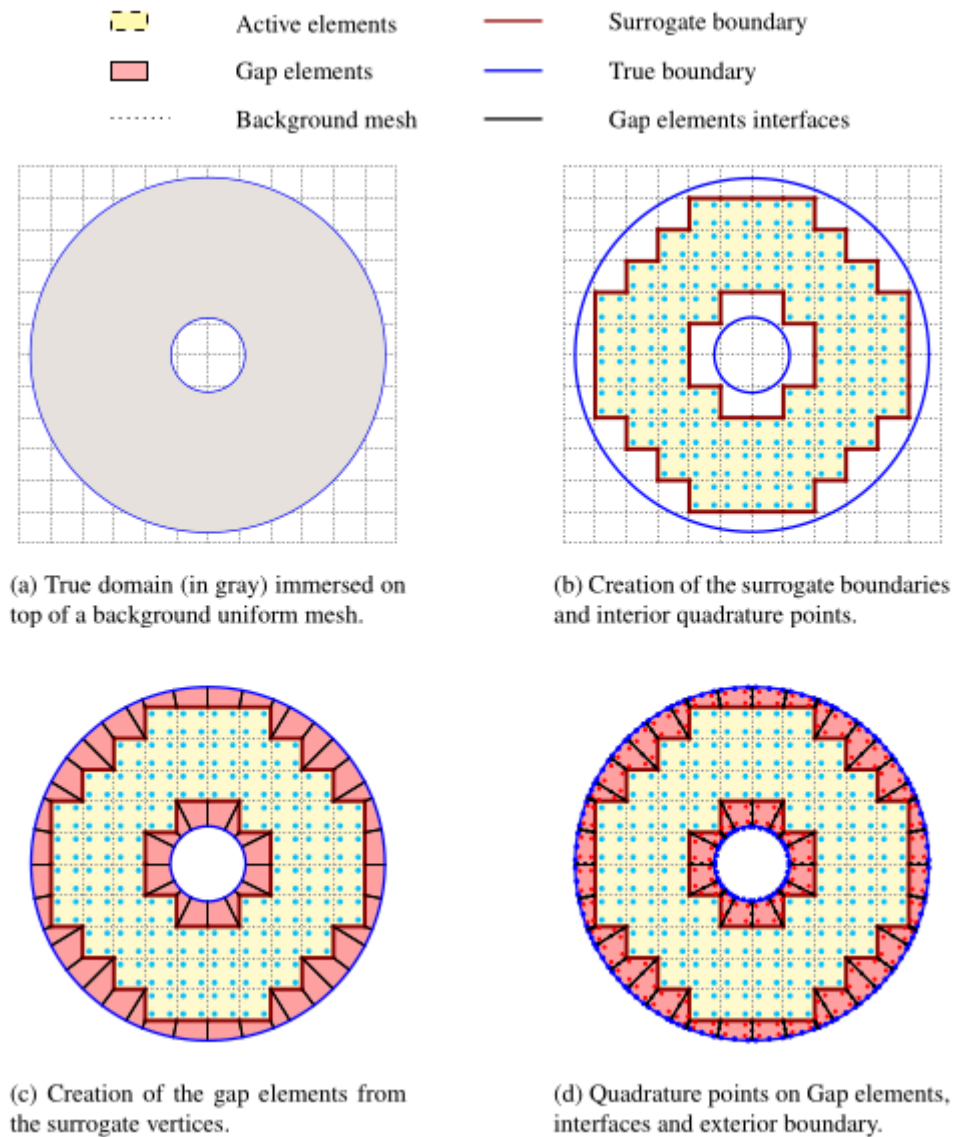 Active elements
Surrogate boundary
Gap elements
True boundary
Background mesh
Gap elements interfaces
(a) True domain (in gray) immersed on
top of a background uniform mesh.
(b) Creation of the surrogate boundaries
and interior quadrature points.
(c) Creation of the gap elements from
the surrogate vertices.
(d) Quadrature points on Gap elements,
interfaces and exterior boundary.